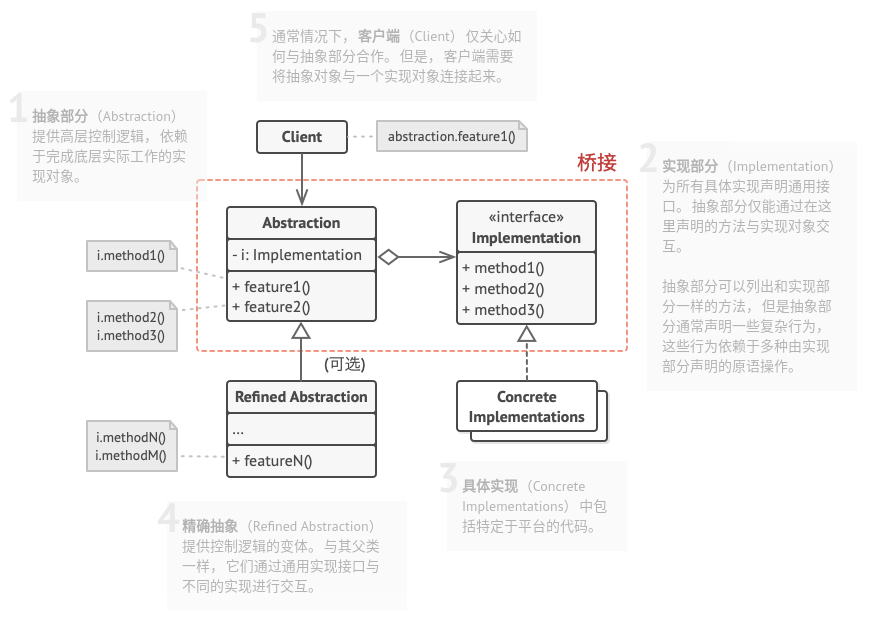 5
通常情况下，客户端（Client）仅关心如
何与抽象部分合作。但是，客户端需要
将抽象对象与一个实现对象连接起来。
1
抽象部分（Abstraction）
提供高层控制逻辑，依赖
于完成底层实际工作的实
现对象。
Client
abstraction.feature1()
桥接
2
实现部分（Implementation）
为所有具体实现声明通用接
口。抽象部分仅能通过在这
里声明的方法与实现对象交
互。
抽象部分可以列出和实现部
分一样的方法，但是抽象部
分通常声明一些复杂行为，
这些行为依赖于多种由实现
部分声明的原语操作。
Abstraction
- i: Implementation
+ feature1()
+ feature2()
«interface»
Implementation
+ method1()
+ method2()
+ method3()
i.method1()
i.method2()
i.method3()
(可选)
Refined Abstraction
...
+ featureN()
Concrete
Implementations
i.methodN()
i.methodM()
3
具体实现（Concrete
Implementations）中包
括特定于平台的代码。
4
精确抽象（Refined Abstraction）
提供控制逻辑的变体。与其父类
一样，它们通过通用实现接口与
不同的实现进行交互。